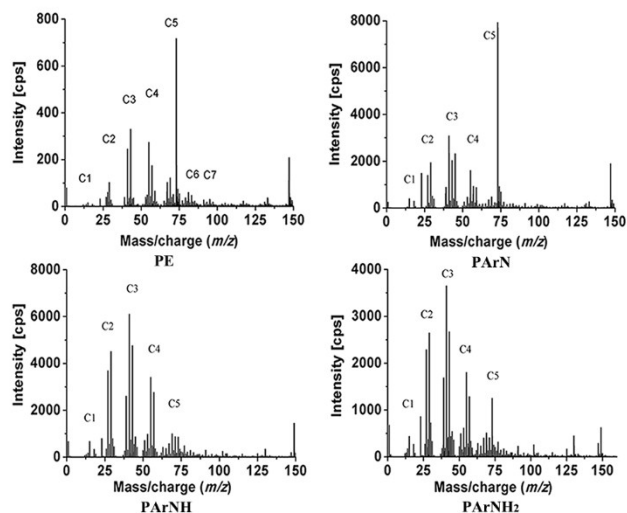 800
600
400
200
0
Intensity [cps]
C1
C2
C3
C4
C5
C6
C7
0 25 50 75 100 125 150
Mass/charge (m/z)
PE
8000
6000
4000
2000
0
Intensity [cps]
C1
C2
C3
C4
C5
0 25 50 75 100 125 150
Mass/charge (m/z)
PArN
8000
6000
4000
2000
0
Intensity [cps]
C1
C2
C3
C4
C5
0 25 50 75 100 125 150
Mass/charge (m/z)
PArNH
4000
3000
2000
1000
0
Intensity [cps]
C1
C2
C3
C4
C5
0 25 50 75 100 125 150
Mass/charge (m/z)
PArNH2